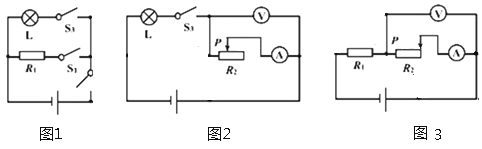 L S₃
R₁ S₁
图1
L S₃ P V
R₂ A
图2
V
R₁ P R₂ A
图 3